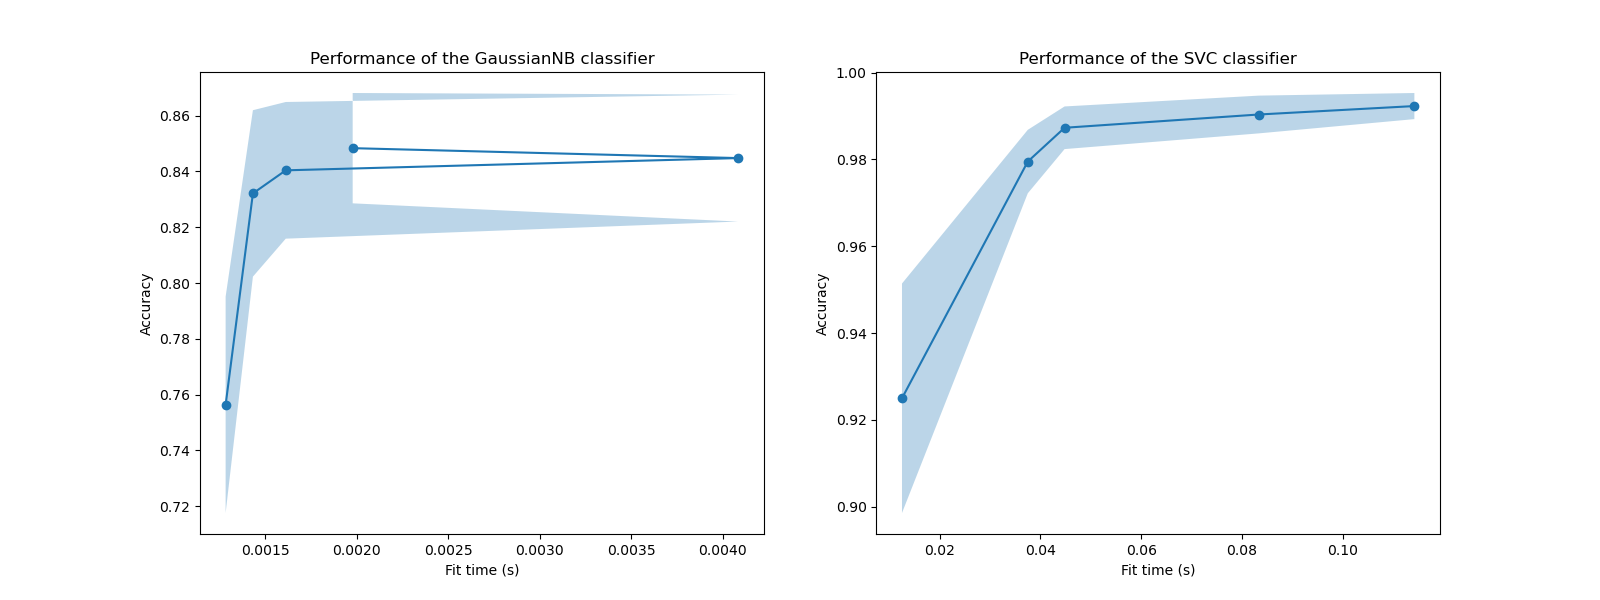 Performance of the GaussianNB classifier
0.86
0.84
0.82
0.80
0.78
0.76
0.74
0.72
Accuracy
0.0015 0.0020 0.0025 0.0030 0.0035 0.0040
Fit time (s)
Performance of the SVC classifier
1.00
0.98
0.96
0.94
0.92
0.90
Accuracy
0.02 0.04 0.06 0.08 0.10
Fit time (s)